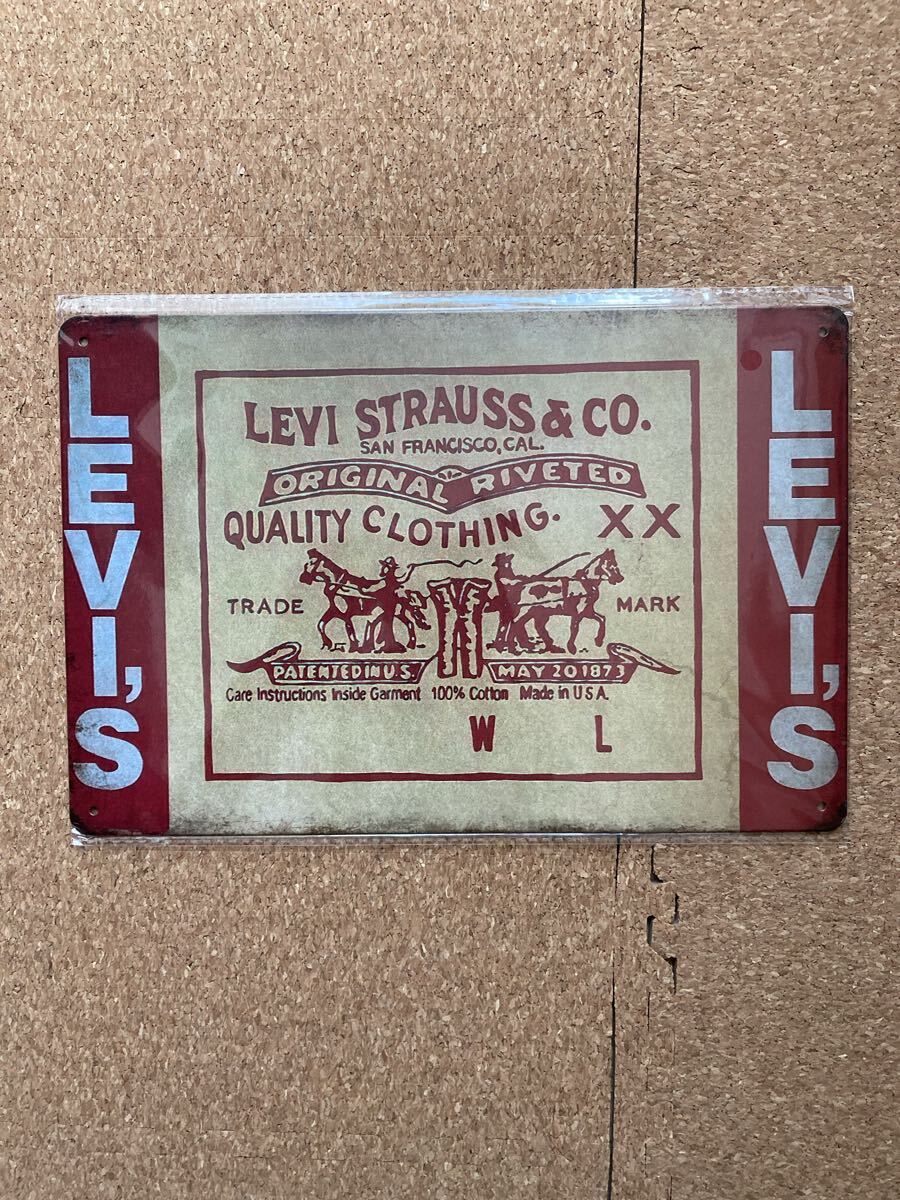 LEVI'S
LEVI STRAUSS & CO.
SAN FRANCISCO, CAL.
ORIGINAL RIVETED
QUALITY CLOTHING. XX
TRADE MARK
PATENTED IN U.S. MAY 20 1873
Care Instructions Inside Garment 100% Cotton Made in U.S.A.
W L
LEVI'S